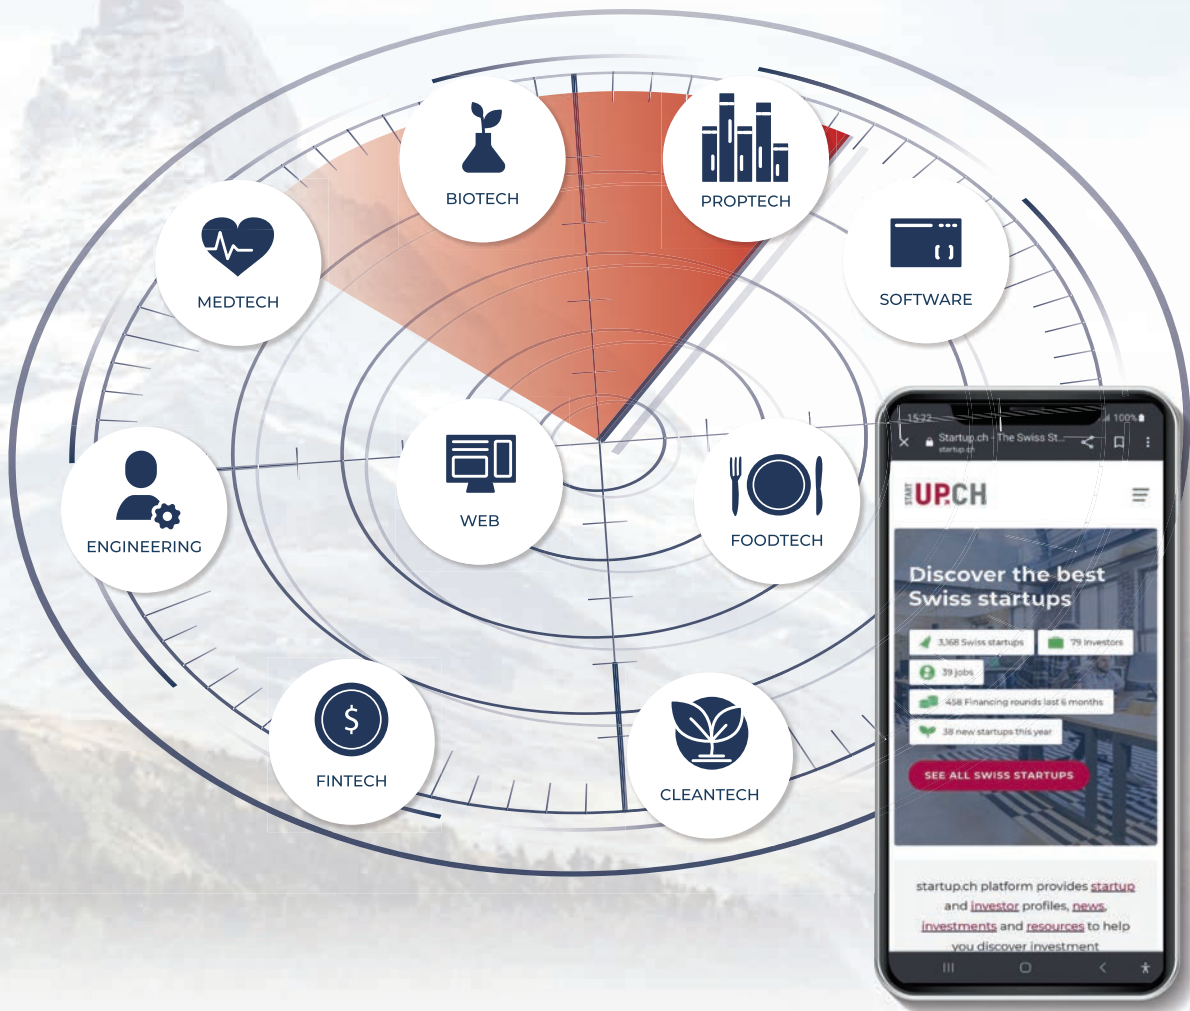 BIOTECH
PROPTECH
MEDTECH
SOFTWARE
WEB
FOODTECH
ENGINEERING
FINTECH
CLEANTECH
15:22
100%
Startup.ch - The Swiss St...
startup.ch
START UP.CH
Discover the best
Swiss startups
3,168 Swiss startups
79 Investors
39 jobs
458 Financing rounds last 6 months
38 new startups this year
SEE ALL SWISS STARTUPS
startup.ch platform provides startup
and investor profiles, news,
investments and resources to help
you discover investment